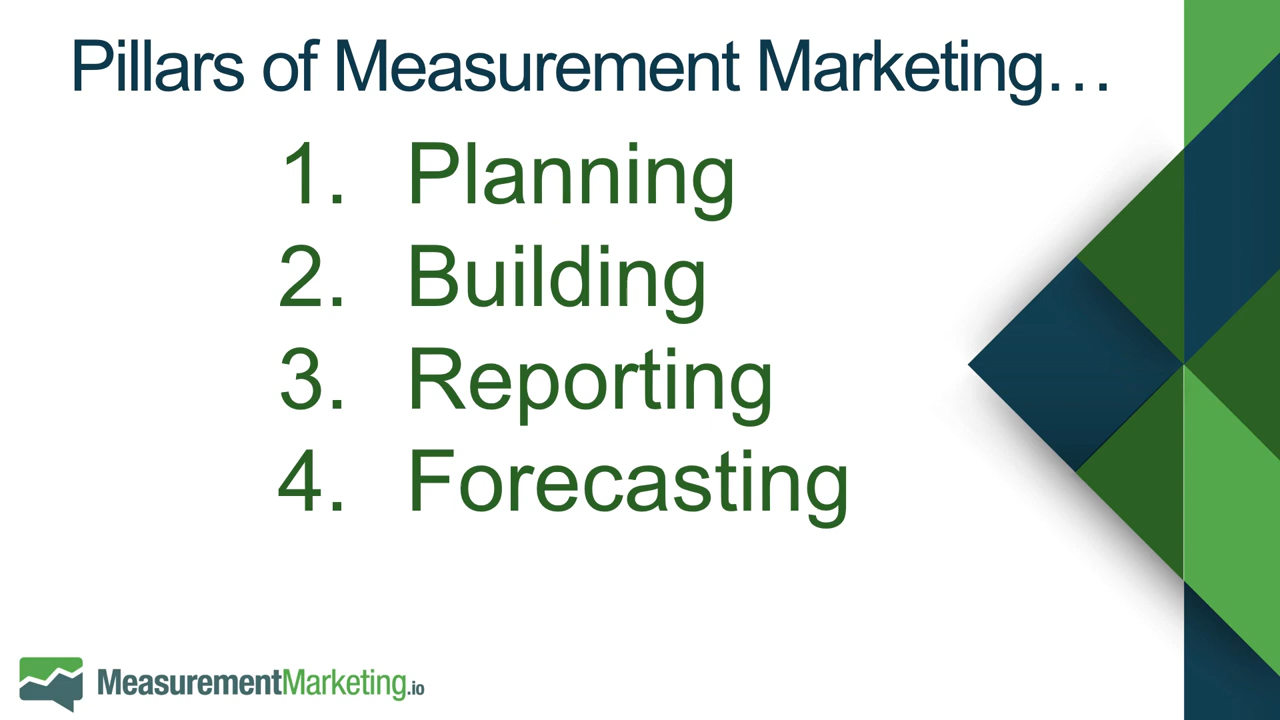 Pillars of Measurement Marketing…
1. Planning
2. Building
3. Reporting
4. Forecasting
MeasurementMarketing.io